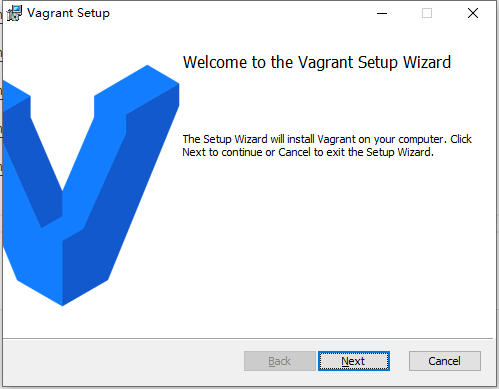 Vagrant Setup
Welcome to the Vagrant Setup Wizard
The Setup Wizard will install Vagrant on your computer. Click
Next to continue or Cancel to exit the Setup Wizard.
Back
Next
Cancel